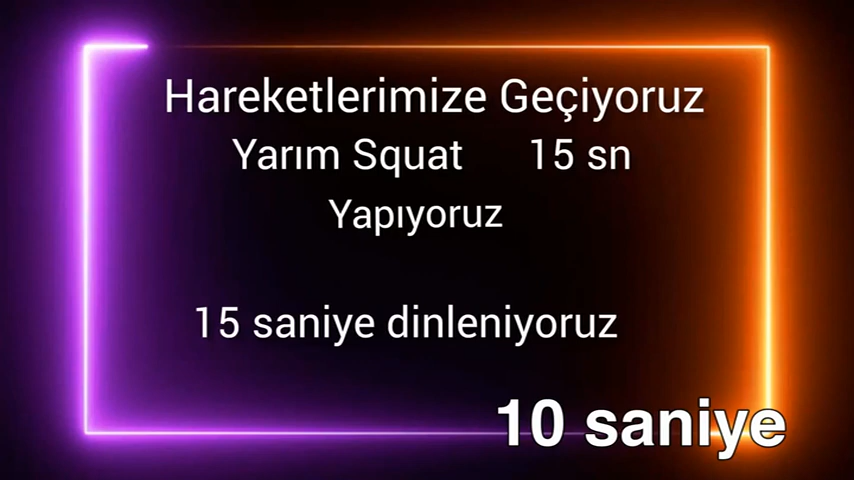 Hareketlerimize Geçiyoruz
Yarım Squat 15 sn
Yapıyoruz
15 saniye dinleniyoruz
10 saniye